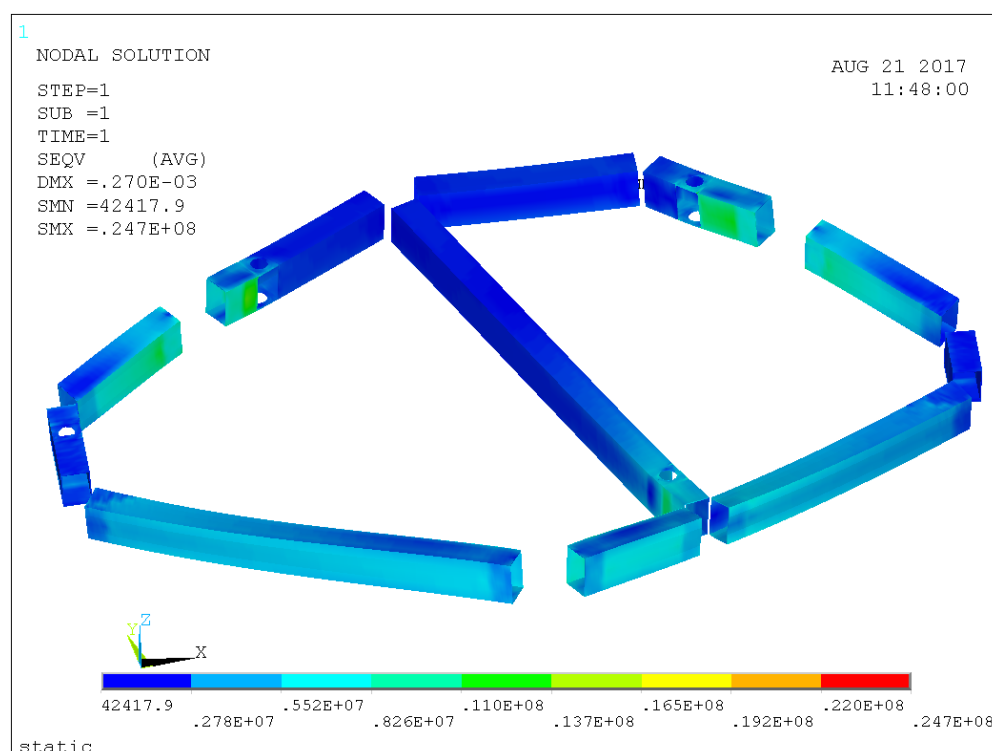 1
NODAL SOLUTION
AUG 21 2017
11:48:00
STEP=1
SUB =1
TIME=1
SEQV (AVG)
DMX =.270E-03
SMN =42417.9
SMX =.247E+08
Z
Y
X
42417.9 .552E+07 .110E+08 .165E+08 .220E+08
.278E+07 .826E+07 .137E+08 .192E+08 .247E+08
static